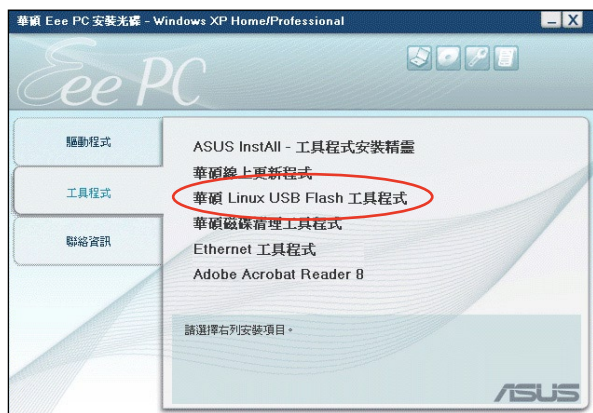 華碩 Eee PC 安裝光碟 - Windows XP Home/Professional
Eee PC
驅動程式
工具程式
聯絡資訊
ASUS InstAll - 工具程式安裝精靈
華碩線上更新程式
華碩 Linux USB Flash 工具程式
華碩磁碟清理工具程式
Ethernet 工具程式
Adobe Acrobat Reader 8
請選擇右列安裝項目。
ASUS